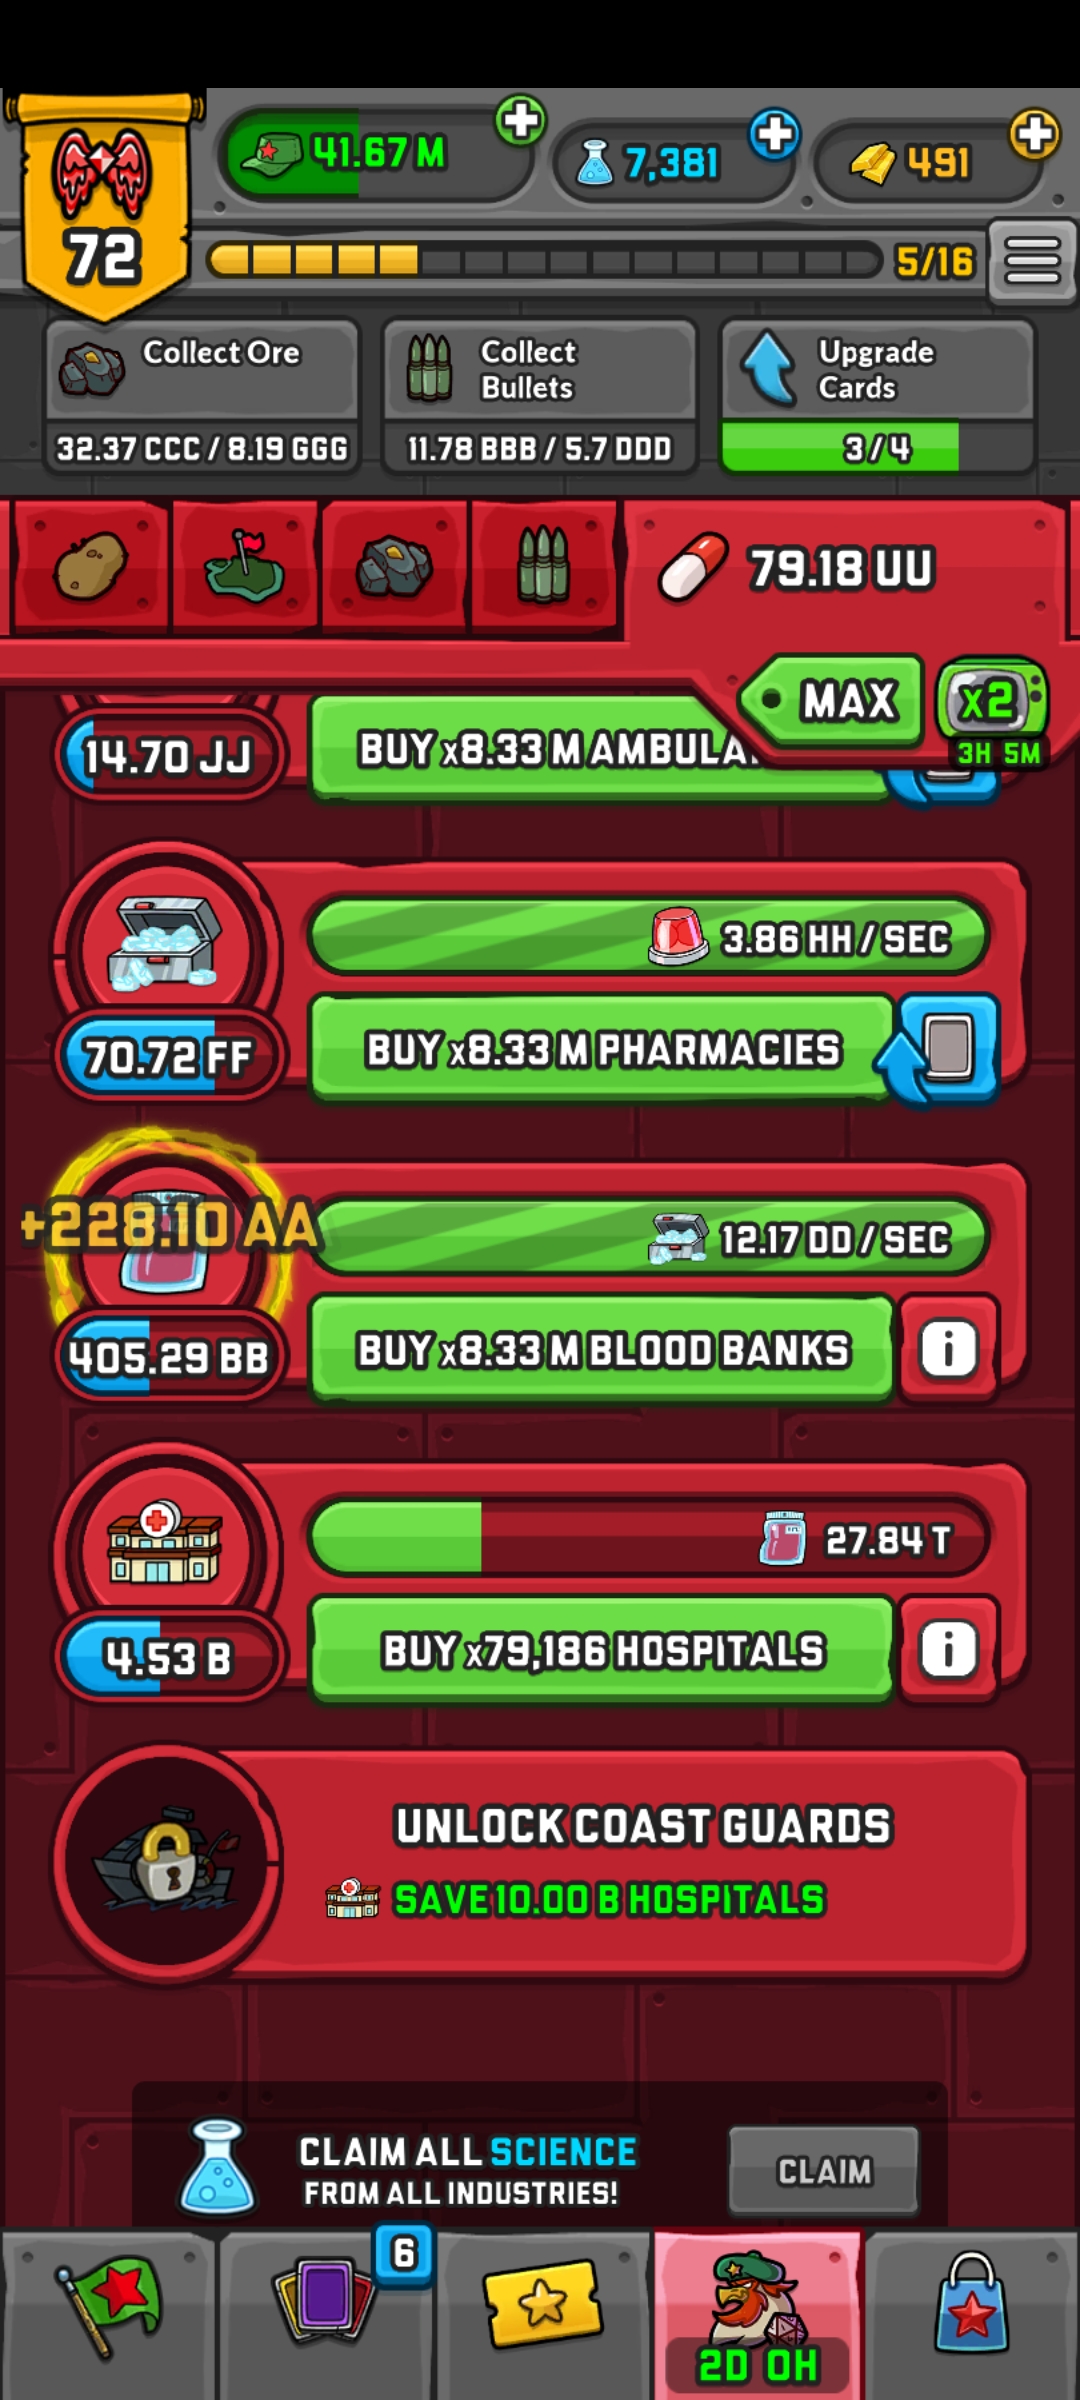 41.67 M
7,381
491
72
5/16
Collect Ore
32.37 CCC / 8.19 GGG
Collect
Bullets
11.78 BBB / 5.7 DDD
Upgrade
Cards
3/4
79.18 UU
MAX
x2
3H 5M
14.70 JJ
BUY x8.33 M
3.86 HH / SEC
70.72 FF
BUY x8.33 M PHARMACIES
+228.10 AA
12.17 DD / SEC
405.29 BB
BUY x8.33 M BLOOD BANKS
i
27.84 T
4.53 B
BUY x79,186 HOSPITALS
i
UNLOCK COAST GUARDS
SAVE 10.00 B HOSPITALS
CLAIM ALL SCIENCE
FROM ALL INDUSTRIES!
CLAIM
6
2D 0H